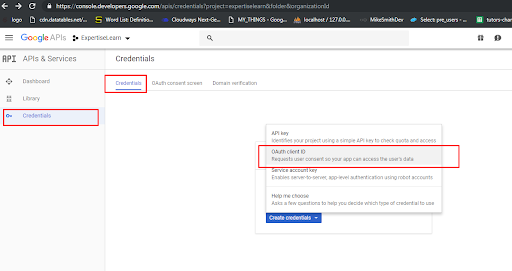 https://console.developers.google.com/apis/credentials?project=expertiselearn&folder&organizationId
Apps
cdn.datatables.net/
Word List Definition
Cloudways Next-Ge
MY_THINGS - Goog
localhost / 127.0.0
MikeSmithDev
Select pre_users
tutors-chan
Google APIs
ExpertiseLearn
API APIs & Services
Credentials
Dashboard
Library
Credentials
Credentials OAuth consent screen Domain verification
API key
Identifies your project using a simple API key to check quota and access
OAuth client ID
Requests user consent so your app can access the user's data
Service account key
Enables server-to-server, app-level authentication using robot accounts
Help me choose
Asks a few questions to help you decide which type of credential to use
Create credentials